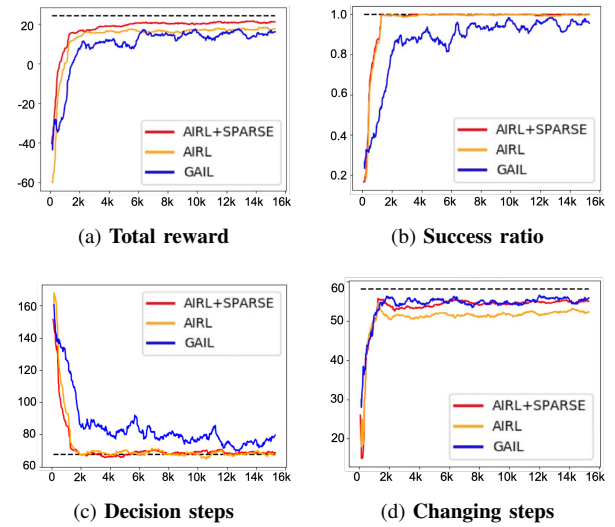 20
0
-20
-40
-60
AIRL+SPARSE
AIRL
GAIL
0 2k 4k 6k 8k 10k 12k 14k 16k
(a) Total reward
1.0
0.8
0.6
0.4
0.2
AIRL+SPARSE
AIRL
GAIL
0 2k 4k 6k 8k 10k 12k 14k 16k
(b) Success ratio
160
140
120
100
80
60
AIRL+SPARSE
AIRL
GAIL
0 2k 4k 6k 8k 10k 12k 14k 16k
(c) Decision steps
60
50
40
30
20
AIRL+SPARSE
AIRL
GAIL
0 2k 4k 6k 8k 10k 12k 14k 16k
(d) Changing steps